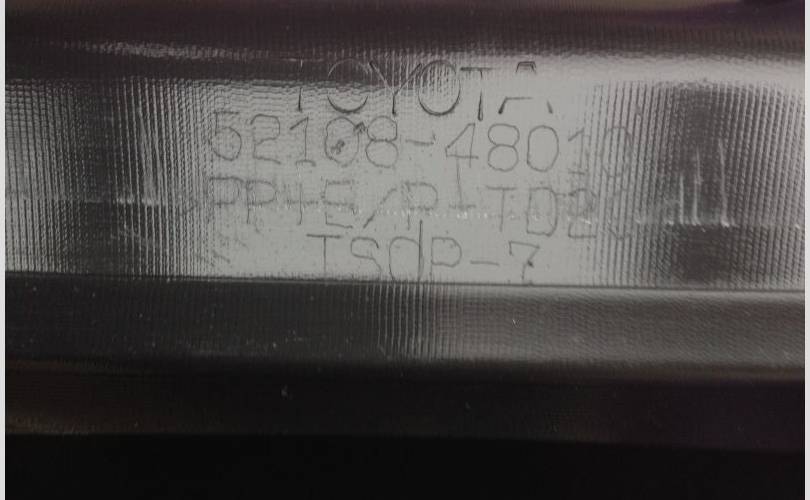 TOYOTA
52108-48010
>PP+E/P-TD20<
TSOP-7